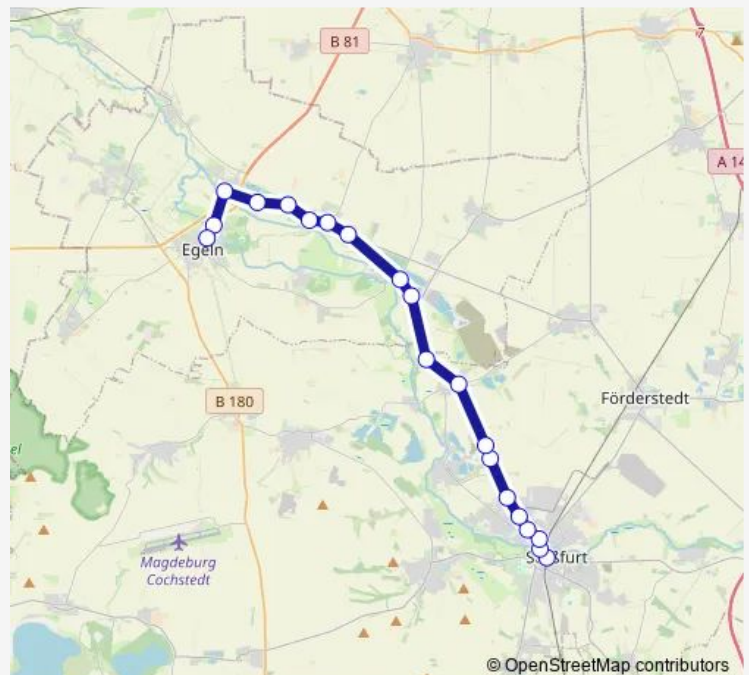 B 81
7
A 14
Egeln
B 180
Förderstedt
el
Magdeburg
Cochstedt
© OpenStreetMap contributors